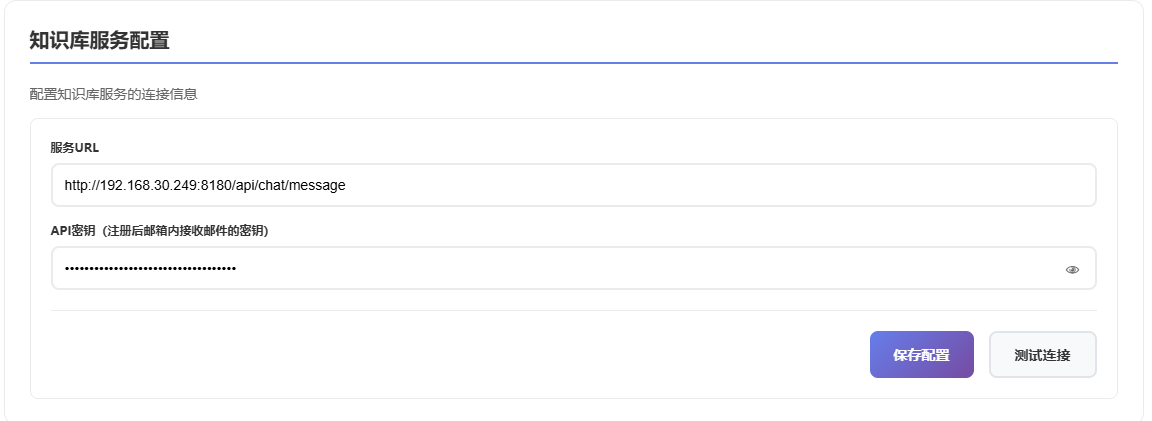 知识库服务配置
配置知识库服务的连接信息
服务URL
http://192.168.30.249:8180/api/chat/message
API密钥（注册后邮箱内接收邮件的密钥）
•••••••••••••••••••••••••••••••••••
保存配置
测试连接